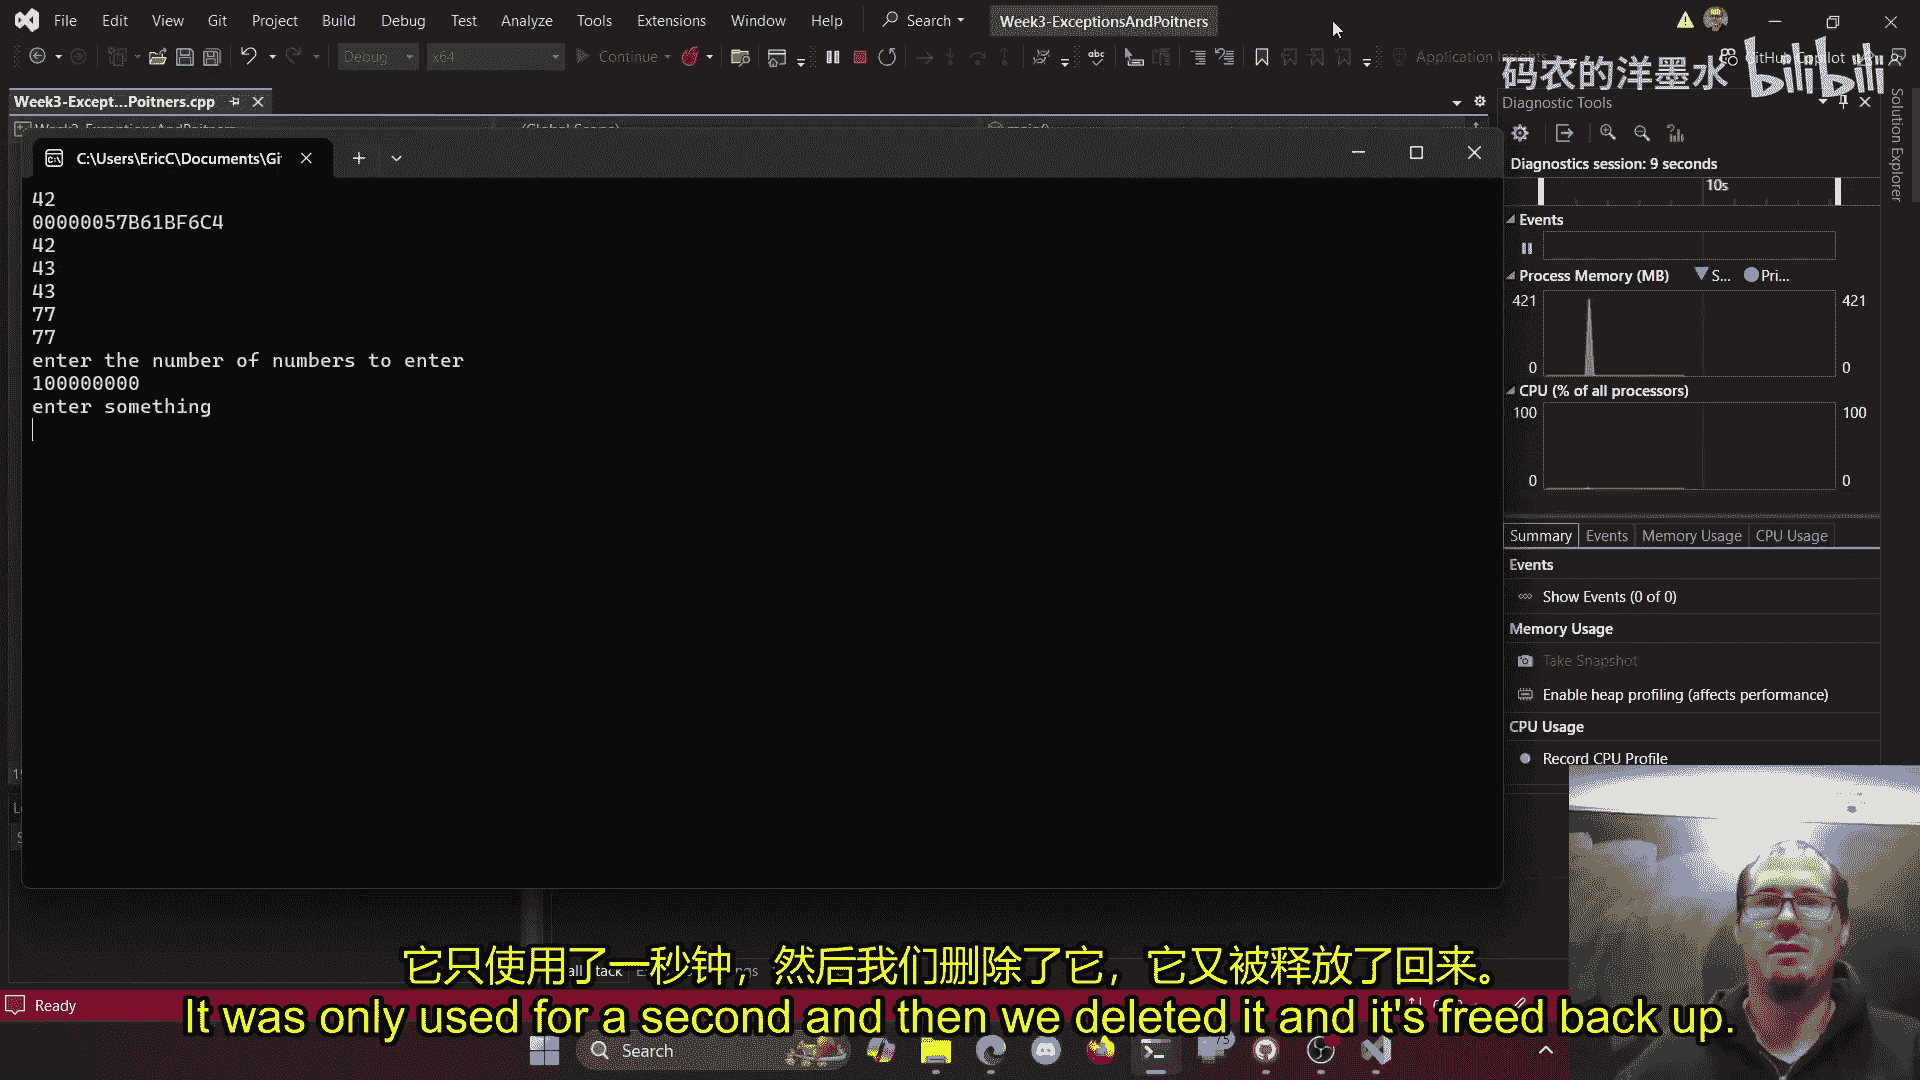 File Edit View Git Project Build Debug Test Analyze Tools Extensions Window Help Search Week3-ExceptionsAndPoitners
Debug x64 Continue Application Insights
码农的洋墨水 bilibili
Week3-Except...Poitners.cpp
Diagnostic Tools
Solution Explorer
C:\Users\EricC\Documents\Gi
Diagnostics session: 9 seconds
10s
42
00000057B61BF6C4
42
43
43
77
77
enter the number of numbers to enter
100000000
enter something
Events
Process Memory (MB) S... Pri...
421 421
0 0
CPU (% of all processors)
100 100
0 0
Summary Events Memory Usage CPU Usage
Events
Show Events (0 of 0)
Memory Usage
Take Snapshot
Enable heap profiling (affects performance)
CPU Usage
Record CPU Profile
它只使用了一秒钟，然后我们删除了它，它又被释放了回来。
Ready
It was only used for a second and then we deleted it and it's freed back up.
Search